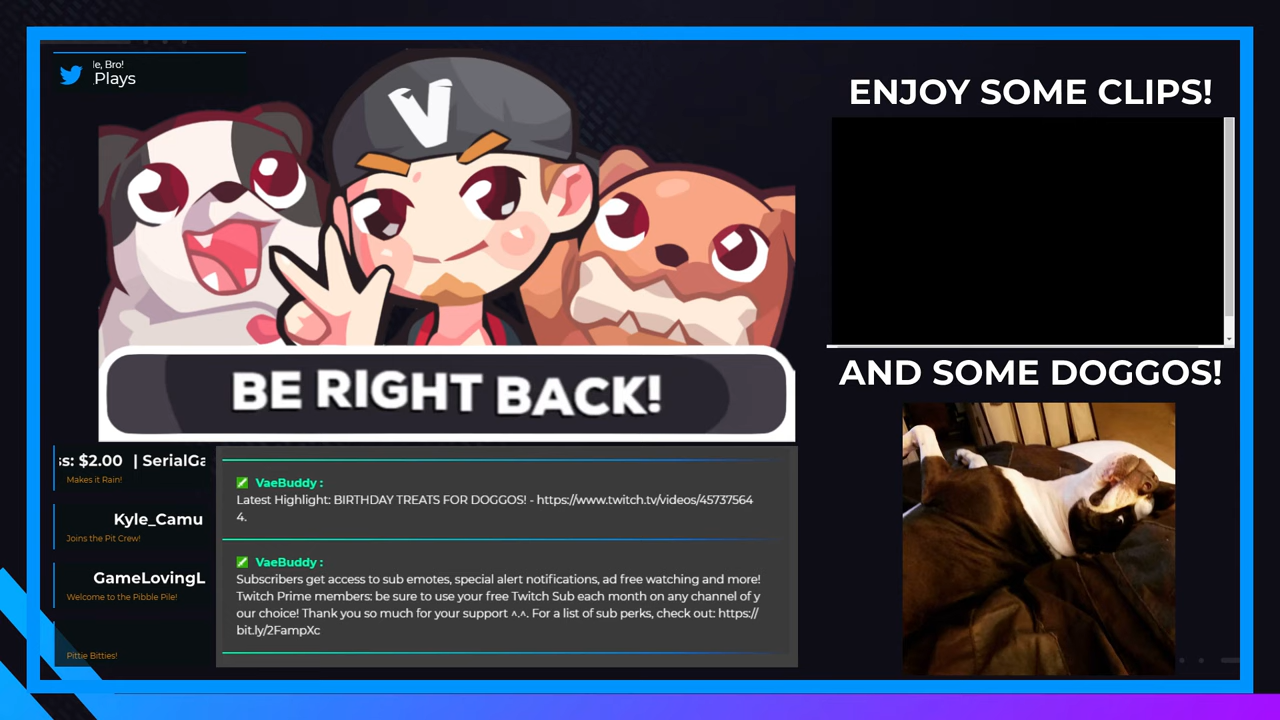 le, Bro!
Plays
V
ENJOY SOME CLIPS!
BE RIGHT BACK!
AND SOME DOGGOS!
ss: $2.00 | SerialGa
Makes it Rain!
Kyle_Camu
Joins the Pit Crew!
GameLovingL
Welcome to the Pibble Pile!
Pittie Bitties!
VaeBuddy :
Latest Highlight: BIRTHDAY TREATS FOR DOGGOS! - https://www.twitch.tv/videos/45737564
4.
VaeBuddy :
Subscribers get access to sub emotes, special alert notifications, ad free watching and more!
Twitch Prime members: be sure to use your free Twitch Sub each month on any channel of y
our choice! Thank you so much for your support ^.^. For a list of sub perks, check out: https://
bit.ly/2FampXc